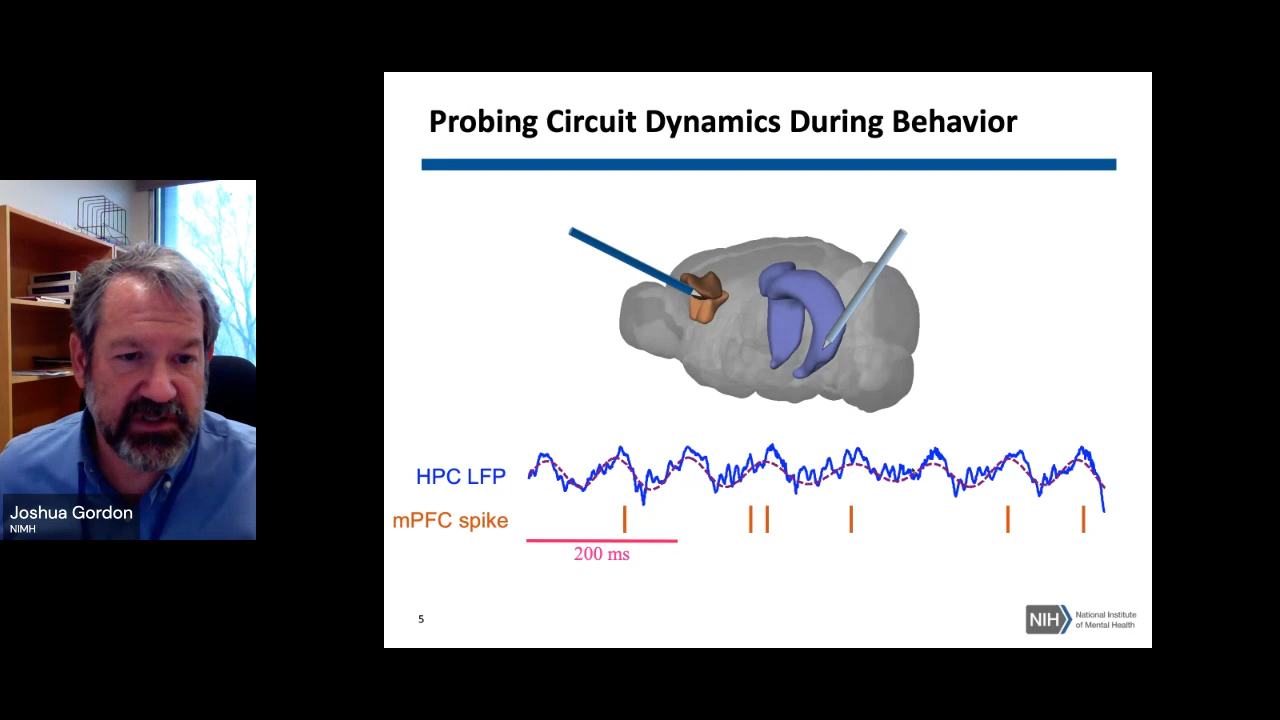 Probing Circuit Dynamics During Behavior
HPC LFP
mPFC spike
200 ms
Joshua Gordon
NIMH
5
NIH
National Institute
of Mental Health